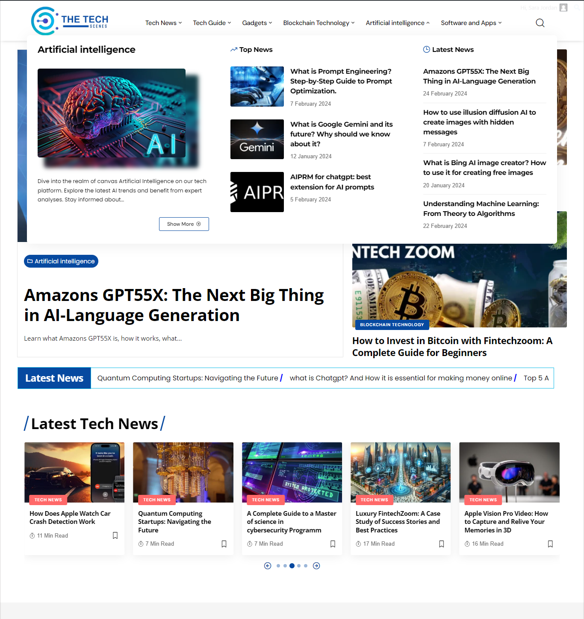 THE TECH
SCENES
Tech News
Tech Guide
Gadgets
Blockchain Technology
Artificial intelligence
Software and Apps
Artificial intelligence
AI
Dive into the realm of canvas Artificial Intelligence on our tech
platform. Explore the latest AI trends and benefit from expert
analyses. Stay informed about...
Show More
Top News
What is Prompt Engineering?
Step-by-Step Guide to Prompt
Optimization.
7 February 2024
Gemini
What is Google Gemini and its
future? Why should we know
about it?
12 January 2024
AIPR
AIPRM for chatgpt: best
extension for AI prompts
5 February 2024
Latest News
Amazons GPT55X: The Next Big
Thing in AI-Language Generation
24 February 2024
How to use illusion diffusion AI to
create images with hidden
messages
7 February 2024
What is Bing AI image creator? How
to use it for creating free images
20 January 2024
Understanding Machine Learning:
From Theory to Algorithms
22 February 2024
Artificial intelligence
Amazons GPT55X: The Next Big Thing
in AI-Language Generation
Learn what Amazons GPT55X is, how it works, what...
NTECH ZOOM
BLOCKCHAIN TECHNOLOGY
How to Invest in Bitcoin with Fintechzoom: A
Complete Guide for Beginners
Latest News
Quantum Computing Startups: Navigating the Future / what is Chatgpt? And How it is essential for making money online / Top 5 A
/Latest Tech News/
TECH NEWS
How Does Apple Watch Car
Crash Detection Work
11 Min Read
TECH NEWS
Quantum Computing
Startups: Navigating the
Future
7 Min Read
TECH NEWS
A Complete Guide to a Master
of science in
cybersecurity Programm
7 Min Read
TECH NEWS
Luxury FintechZoom: A Case
Study of Success Stories and
Best Practices
17 Min Read
TECH NEWS
Apple Vision Pro Video: How
to Capture and Relive Your
Memories in 3D
16 Min Read